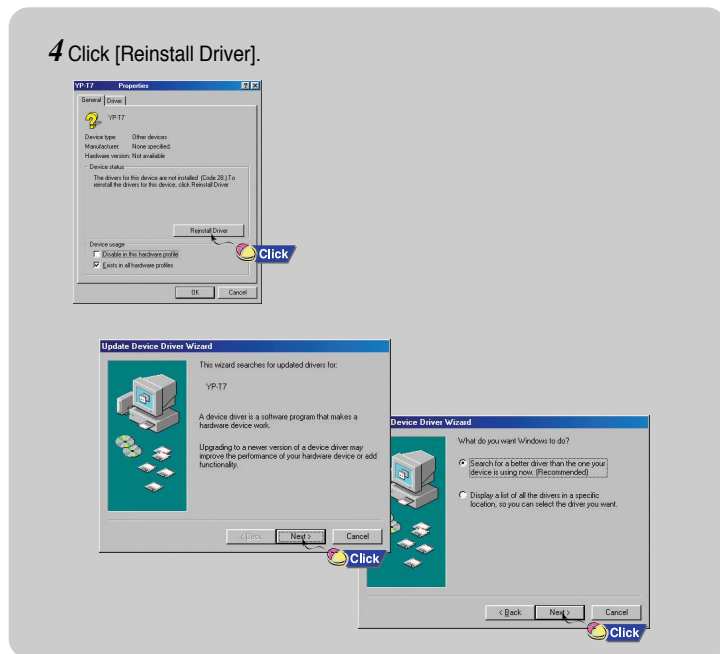 4 Click [Reinstall Driver].
YP-T7 Properties
General Driver
YP-T7
Device type: Other devices
Manufacturer: None specified.
Hardware version: Not available
Device status
The drivers for this device are not installed. (Code 28.) To
reinstall the drivers for this device, click Reinstall Driver
Reinstall Driver
Click
Device usage
Disable in this hardware profile
Exists in all hardware profiles
OK Cancel
Update Device Driver Wizard
This wizard searches for updated drivers for:
YP-T7
A device driver is a software program that makes a
hardware device work.
Upgrading to a newer version of a device driver may
improve the performance of your hardware device or add
functionality.
< Back Next > Cancel
Click
Device Driver Wizard
What do you want Windows to do?
Search for a better driver than the one your
device is using now. (Recommended)
Display a list of all the drivers in a specific
location, so you can select the driver you want.
< Back Next > Cancel
Click